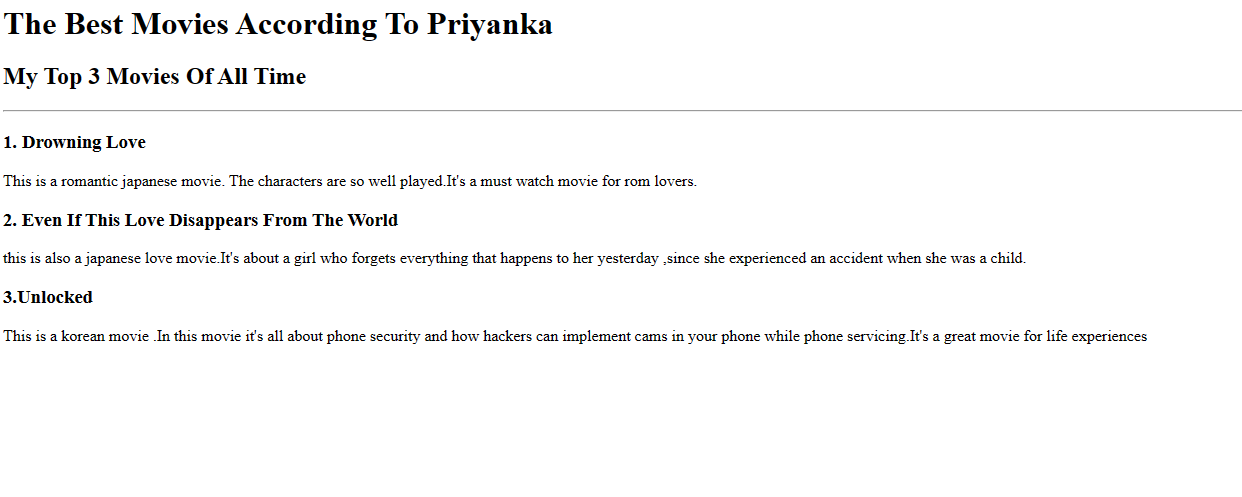 The Best Movies According To Priyanka
My Top 3 Movies Of All Time
1. Drowning Love
This is a romantic japanese movie. The characters are so well played.It's a must watch movie for rom lovers.
2. Even If This Love Disappears From The World
this is also a japanese love movie.It's about a girl who forgets everything that happens to her yesterday ,since she experienced an accident when she was a child.
3.Unlocked
This is a korean movie .In this movie it's all about phone security and how hackers can implement cams in your phone while phone servicing.It's a great movie for life experiences